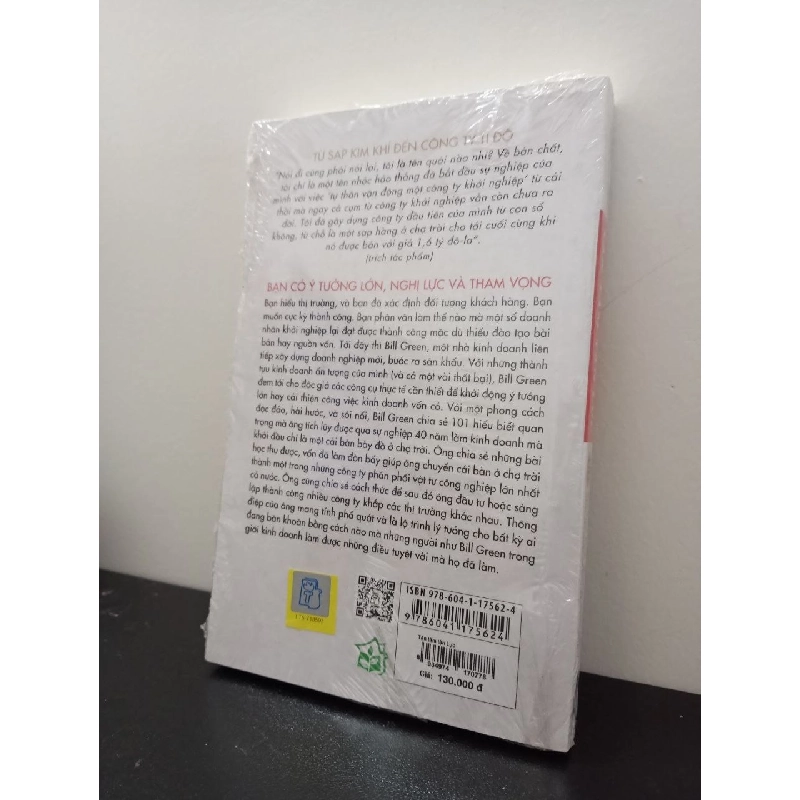 TỪ SẠP KIM KHÍ ĐẾN CÔNG TY TỈ ĐÔ
"Nói đi cũng phải nói lại, tôi là tên quái nào nhỉ? Về bản chất,
tôi chỉ là một tên nhóc háo thắng đã bắt đầu sự nghiệp của
mình với việc 'tự thân vận động một công ty khởi nghiệp' từ cái
thời mà ngay cả cụm từ công ty khởi nghiệp vẫn còn chưa ra
đời. Tôi đã gây dựng công ty đầu tiên của mình từ con số
không, từ chỗ là một sạp hàng ở chợ trời cho tới cuối cùng khi
nó được bán với giá 1,6 tỷ đô-la".
(trích tác phẩm)
BẠN CÓ Ý TƯỞNG LỚN, NGHỊ LỰC VÀ THAM VỌNG
Bạn hiểu thị trường, và bạn đã xác định đối tượng khách hàng. Bạn
muốn cực kỳ thành công. Bạn phân vân làm thế nào mà một số doanh
nhân khởi nghiệp lại đạt được thành công mặc dù thiếu đào tạo bài
bản hay nguồn vốn. Tới đây thì Bill Green, một nhà kinh doanh liên
tiếp xây dựng doanh nghiệp mới, bước ra sân khấu. Với những thành
tựu kinh doanh ấn tượng của mình (và cả một vài thất bại), Bill Green
đem tới cho độc giả các công cụ thực tế cần thiết để khởi động ý tưởng
lớn hay cải thiện công việc kinh doanh vốn có. Với một phong cách
độc đáo, hài hước, và sôi nổi, Bill Green chia sẻ 101 hiểu biết quan
trọng mà ông tích lũy được qua sự nghiệp 40 năm làm kinh doanh mà
khởi đầu chỉ là một cái bàn bày đồ ở chợ trời. Ông chia sẻ những bài
học thu được, vốn đã làm đòn bẩy giúp ông chuyển cái bàn ở chợ trời
thành một trong những công ty phân phối vật tư công nghiệp lớn nhất
cả nước. Ông cũng chia sẻ cách thức để sau đó ông đầu tư hoặc sáng
lập thành công nhiều công ty khắp các thị trường khác nhau. Thông
điệp của ông mang tính phổ quát và là lộ trình lý tưởng cho bất kỳ ai
đang băn khoăn bằng cách nào mà những người như Bill Green trong
giới kinh doanh làm được những điều tuyệt vời mà họ đã làm.
ISBN 978-604-1-17562-4
9 786041 175624
8 934974 170778
Giá: 130.000 đ